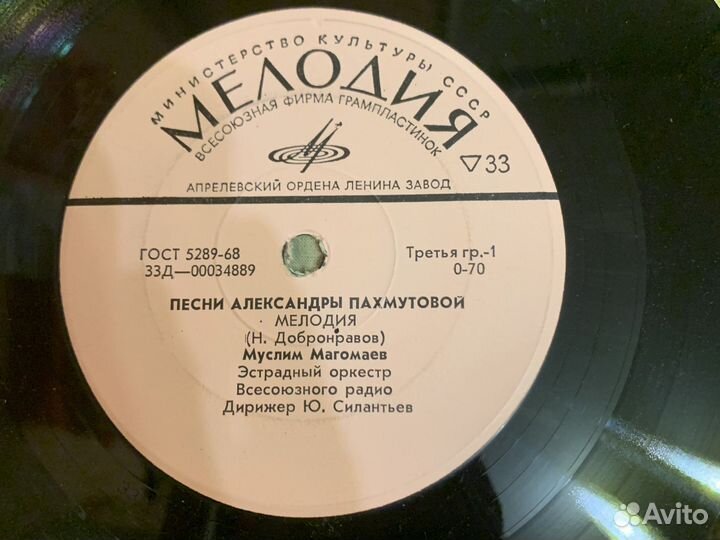 МИНИСТЕРСТВО КУЛЬТУРЫ СССР
МЕЛОДИЯ
ВСЕСОЮЗНАЯ ФИРМА ГРАМПЛАСТИНОК
▽33
АПРЕЛЕВСКИЙ ОРДЕНА ЛЕНИНА ЗАВОД
ГОСТ 5289-68 Третья гр.-1
33Д—00034889 0-70
ПЕСНИ АЛЕКСАНДРЫ ПАХМУТОВОЙ
МЕЛОДИЯ
(Н. Добронравов)
Муслим Магомаев
Эстрадный оркестр
Всесоюзного радио
Дирижер Ю. Силантьев
Avito